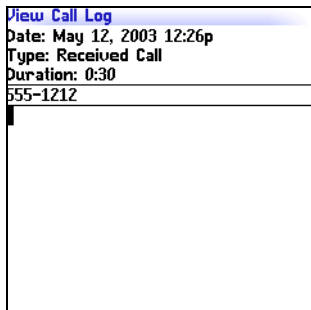 View Call Log
Date: May 12, 2003 12:26p
Type: Received Call
Duration: 0:30
555-1212